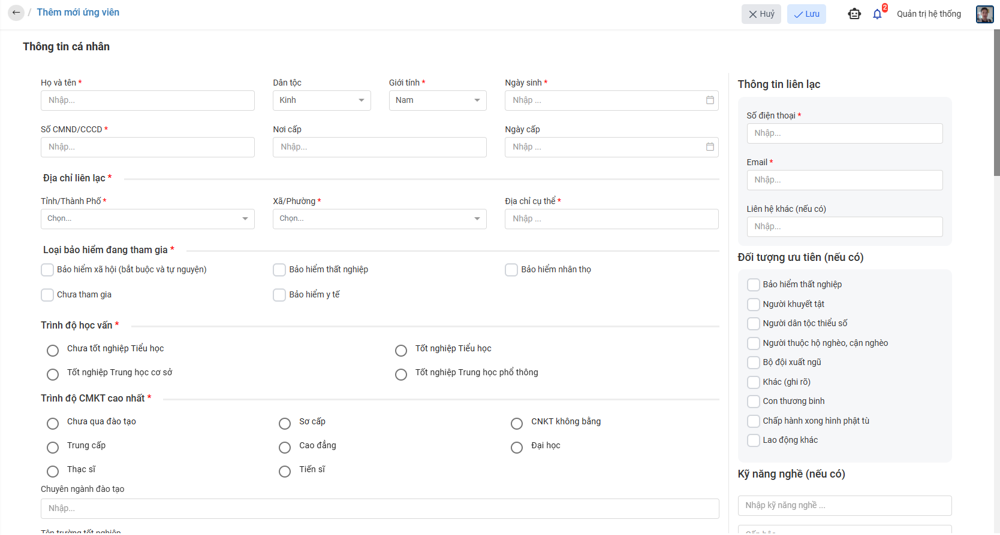 / Thêm mới ứng viên
Huỷ
Lưu
2
Quản trị hệ thống
Thông tin cá nhân
Họ và tên *
Dân tộc
Giới tính *
Ngày sinh *
Nhập...
Kinh
Nam
Nhập ...
Số CMND/CCCD *
Nơi cấp
Ngày cấp
Nhập...
Nhập...
Nhập ...
Địa chỉ liên lạc *
Tỉnh/Thành Phố *
Xã/Phường *
Địa chỉ cụ thể *
Chọn...
Chọn...
Nhập ...
Loại bảo hiểm đang tham gia *
Bảo hiểm xã hội (bắt buộc và tự nguyện)
Bảo hiểm thất nghiệp
Bảo hiểm nhân thọ
Chưa tham gia
Bảo hiểm y tế
Trình độ học vấn *
Chưa tốt nghiệp Tiểu học
Tốt nghiệp Tiểu học
Tốt nghiệp Trung học cơ sở
Tốt nghiệp Trung học phổ thông
Trình độ CMKT cao nhất *
Chưa qua đào tạo
Sơ cấp
CNKT không bằng
Trung cấp
Cao đẳng
Đại học
Thạc sĩ
Tiến sĩ
Chuyên ngành đào tạo
Nhập...
Tên trường tốt nghiệp
Thông tin liên lạc
Số điện thoại *
Nhập...
Email *
Nhập...
Liên hệ khác (nếu có)
Nhập...
Đối tượng ưu tiên (nếu có)
Bảo hiểm thất nghiệp
Người khuyết tật
Người dân tộc thiểu số
Người thuộc hộ nghèo, cận nghèo
Bộ đội xuất ngũ
Khác (ghi rõ)
Con thương binh
Chấp hành xong hình phật tù
Lao động khác
Kỹ năng nghề (nếu có)
Nhập kỹ năng nghề ...